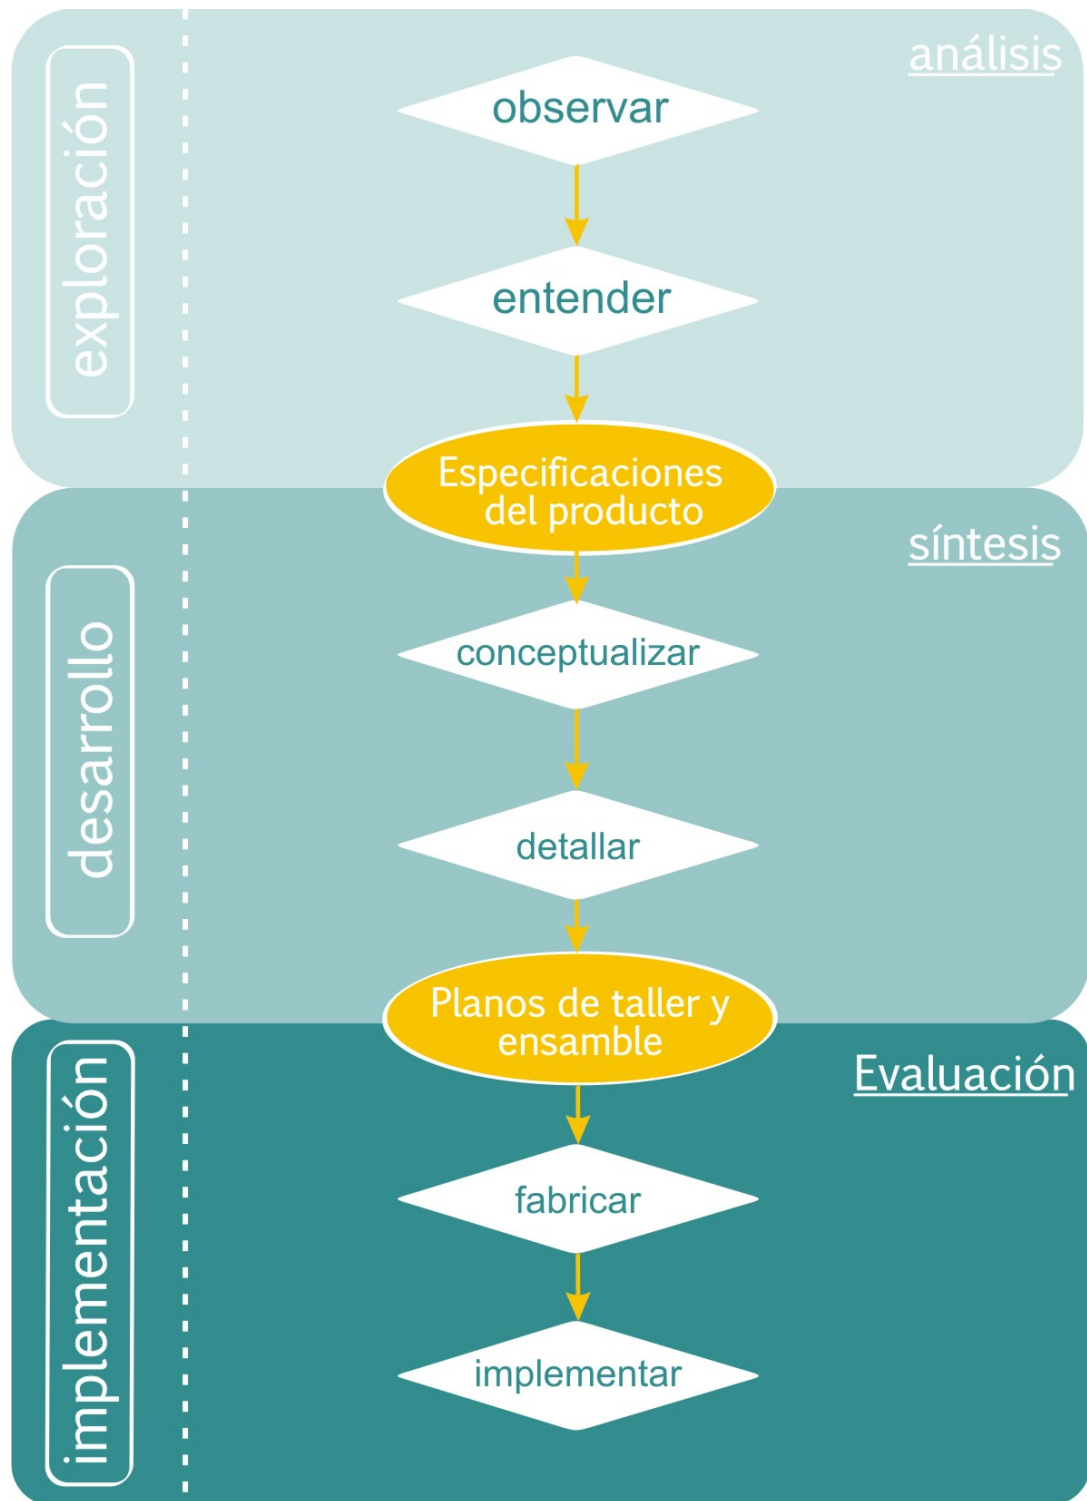 exploración
análisis
observar
entender
Especificaciones
del producto
desarrollo
síntesis
conceptualizar
detallar
Planos de taller y
ensamble
implementación
Evaluación
fabricar
implementar